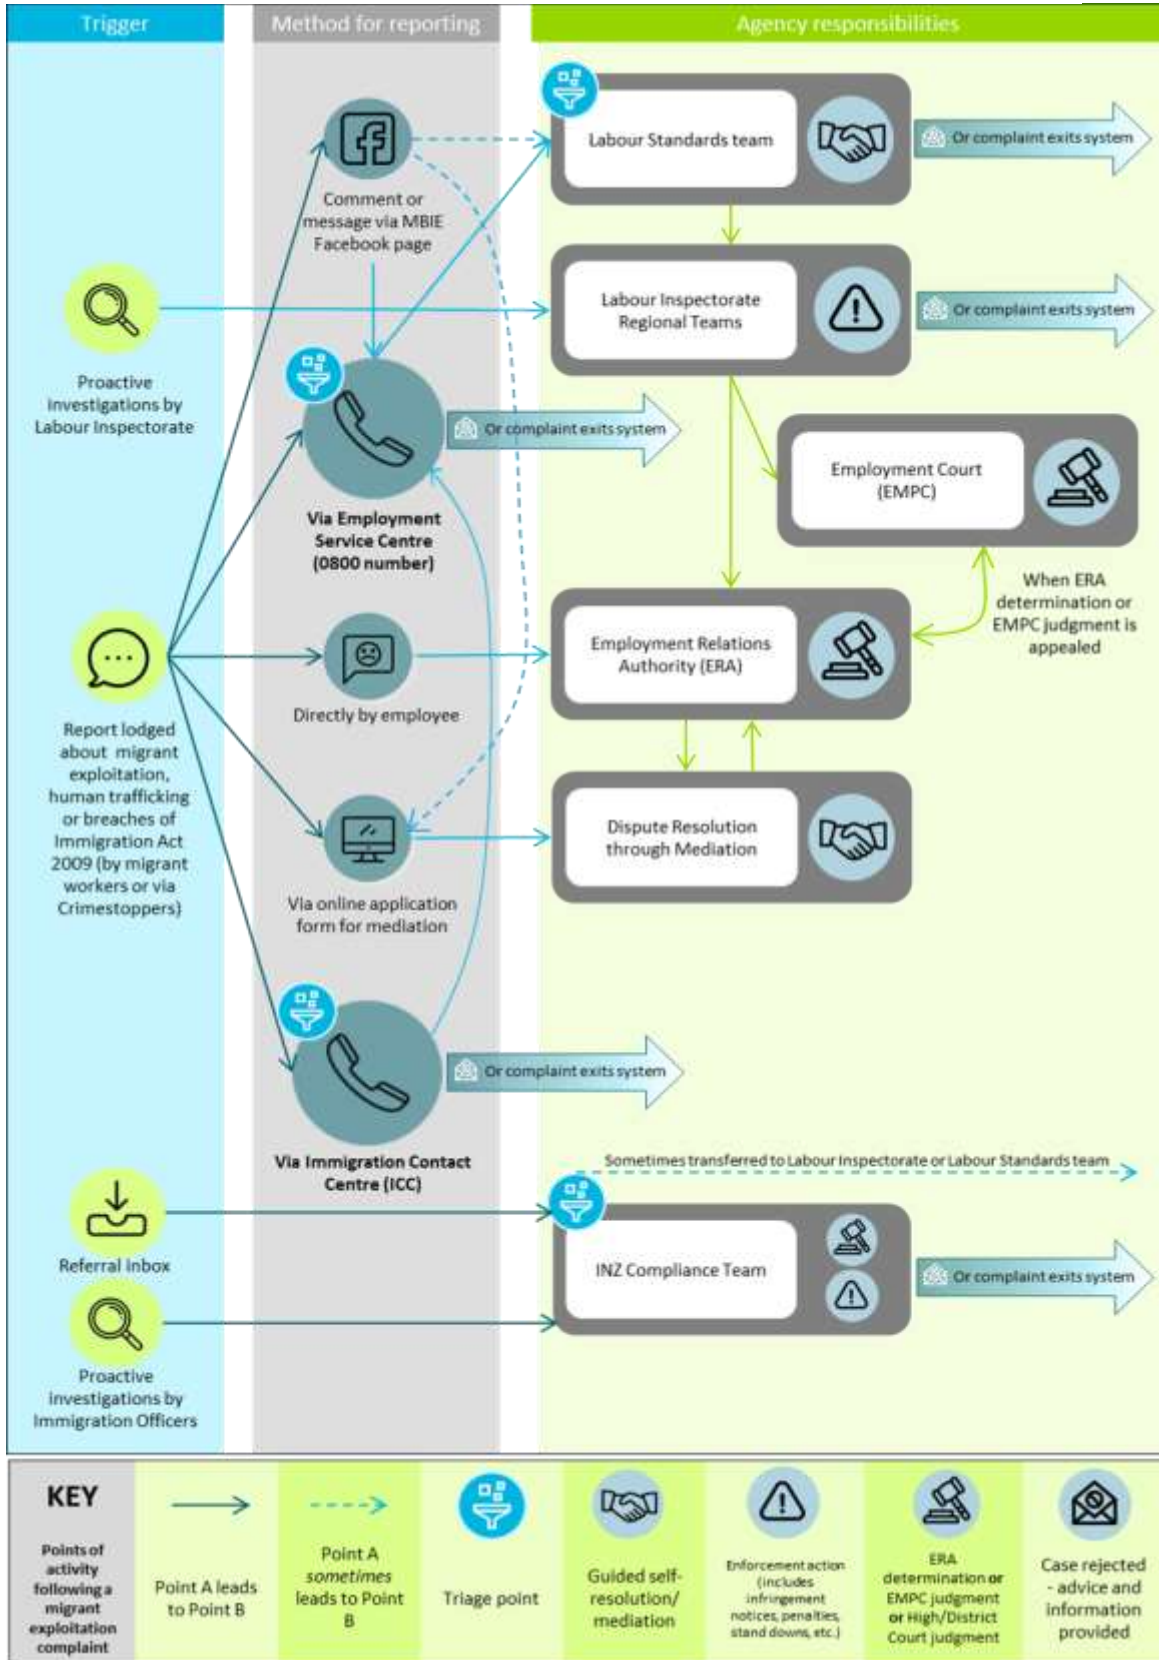 Trigger
Method for reporting
Agency responsibilities
Labour Standards team
Or complaint exits system
Comment or
message via MBIE
Facebook page
Labour Inspectorate
Regional Teams
Or complaint exits system
Proactive
investigations by
Labour Inspectorate
Or complaint exits system
Employment Court
(EMPC)
Via Employment
Service Centre
(0800 number)
When ERA
determination or
EMPC judgment is
appealed
Employment Relations
Authority (ERA)
Directly by employee
Report lodged
about migrant
exploitation,
human trafficking
or breaches of
Immigration Act
2009 (by migrant
workers or via
Crimestoppers)
Dispute Resolution
through Mediation
Via online application
form for mediation
Or complaint exits system
Via Immigration Contact
Centre (ICC)
Sometimes transferred to Labour Inspectorate or Labour Standards team
Referral Inbox
INZ Compliance Team
Or complaint exits system
Proactive
investigations by
Immigration Officers
KEY
Points of
activity
following a
migrant
exploitation
complaint
Point A leads
to Point B
Point A
sometimes
leads to Point
B
Triage point
Guided self-
resolution/
mediation
Enforcement action
(includes
infringement
notices, penalties,
stand downs, etc.)
ERA
determination or
EMPC judgment
or High/District
Court judgment
Case rejected
- advice and
information
provided